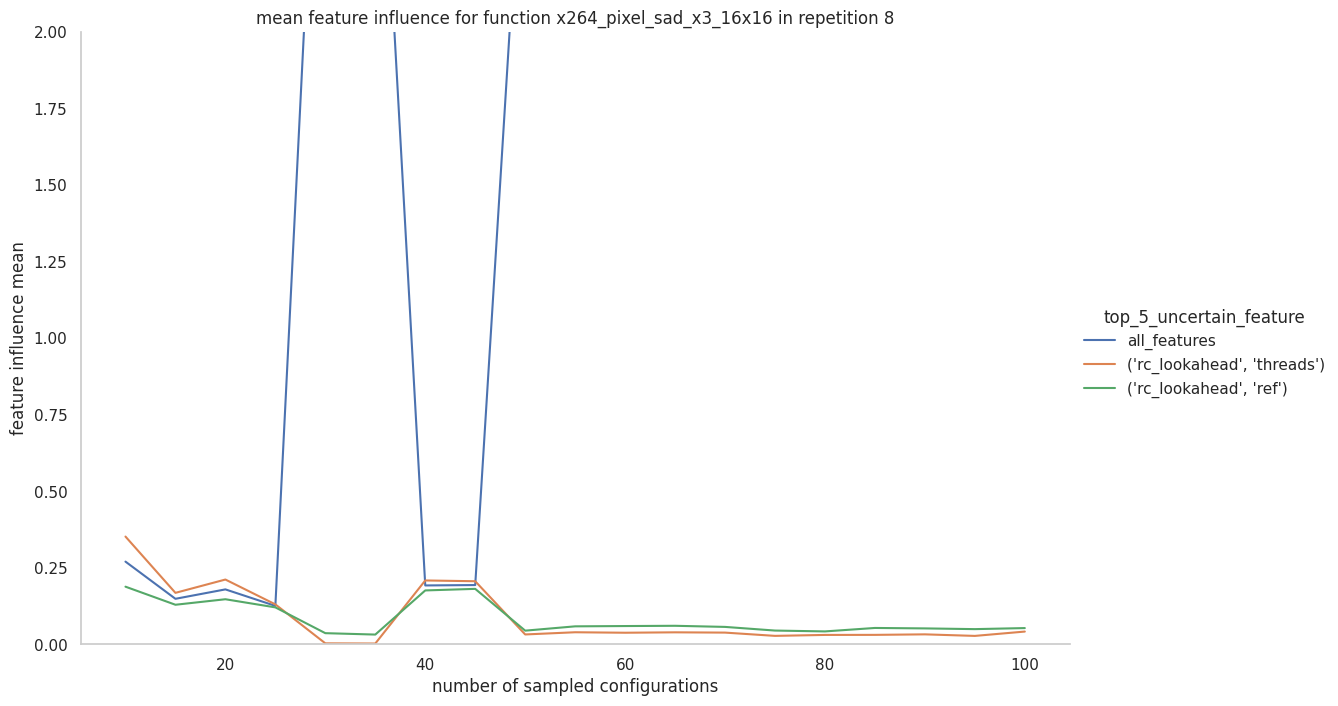 mean feature influence for function x264_pixel_sad_x3_16x16 in repetition 8
2.00
1.75
1.50
1.25
1.00
0.75
0.50
0.25
0.00
feature influence mean
20
40
60
80
100
number of sampled configurations
top_5_uncertain_feature
all_features
('rc_lookahead', 'threads')
('rc_lookahead', 'ref')